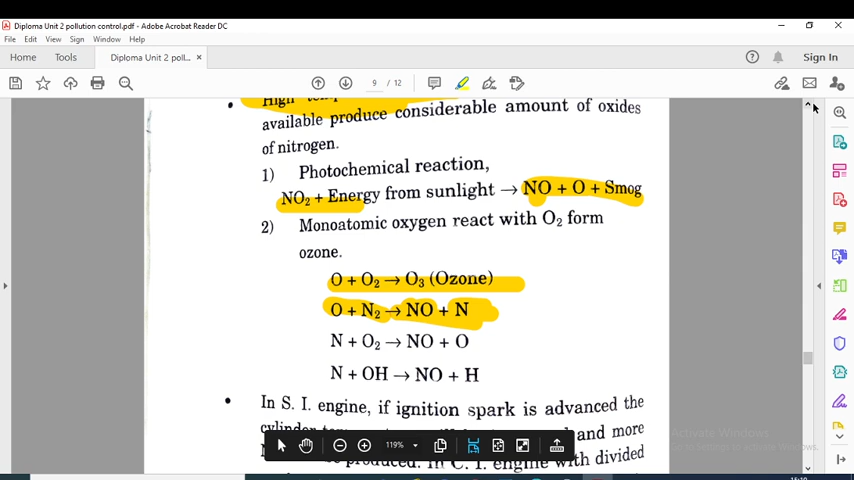 Diploma Unit 2 pollution control.pdf - Adobe Acrobat Reader DC
File Edit View Sign Window Help
Home Tools Diploma Unit 2 poll... × Sign In
9 / 12
High
available produce considerable amount of oxides
of nitrogen.
1) Photochemical reaction,
NO₂ + Energy from sunlight → NO + O + Smog
2) Monoatomic oxygen react with O₂ form
ozone.
O + O₂ → O₃ (Ozone)
O + N₂ → NO + N
N + O₂ → NO + O
N + OH → NO + H
• In S. I. engine, if ignition spark is advanced the
cylinder and more
119%
be produced. In C. I. engine with divided
Activate Windows